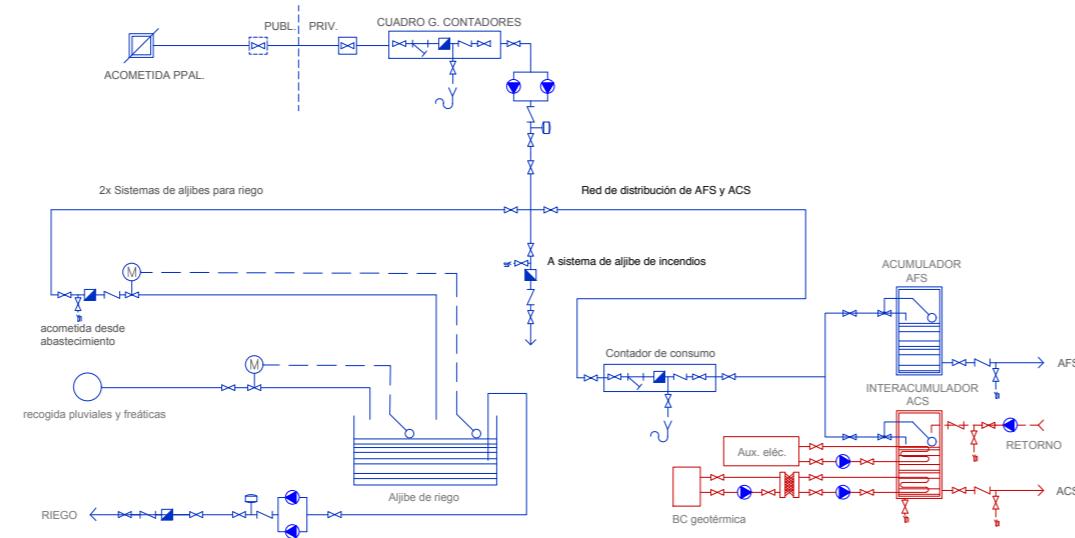 PUBL.
PRIV.
CUADRO G. CONTADORES
ACOMETIDA PPAL.
2x Sistemas de aljibes para riego
Red de distribución de AFS y ACS
A sistema de aljibe de incendios
M
acometida desde
abastecimiento
ACUMULADOR
AFS
Contador de consumo
M
AFS
recogida pluviales y freáticas
INTERACUMULADOR
ACS
RETORNO
Aux. eléc.
Aljibe de riego
BC geotérmica
ACS
RIEGO